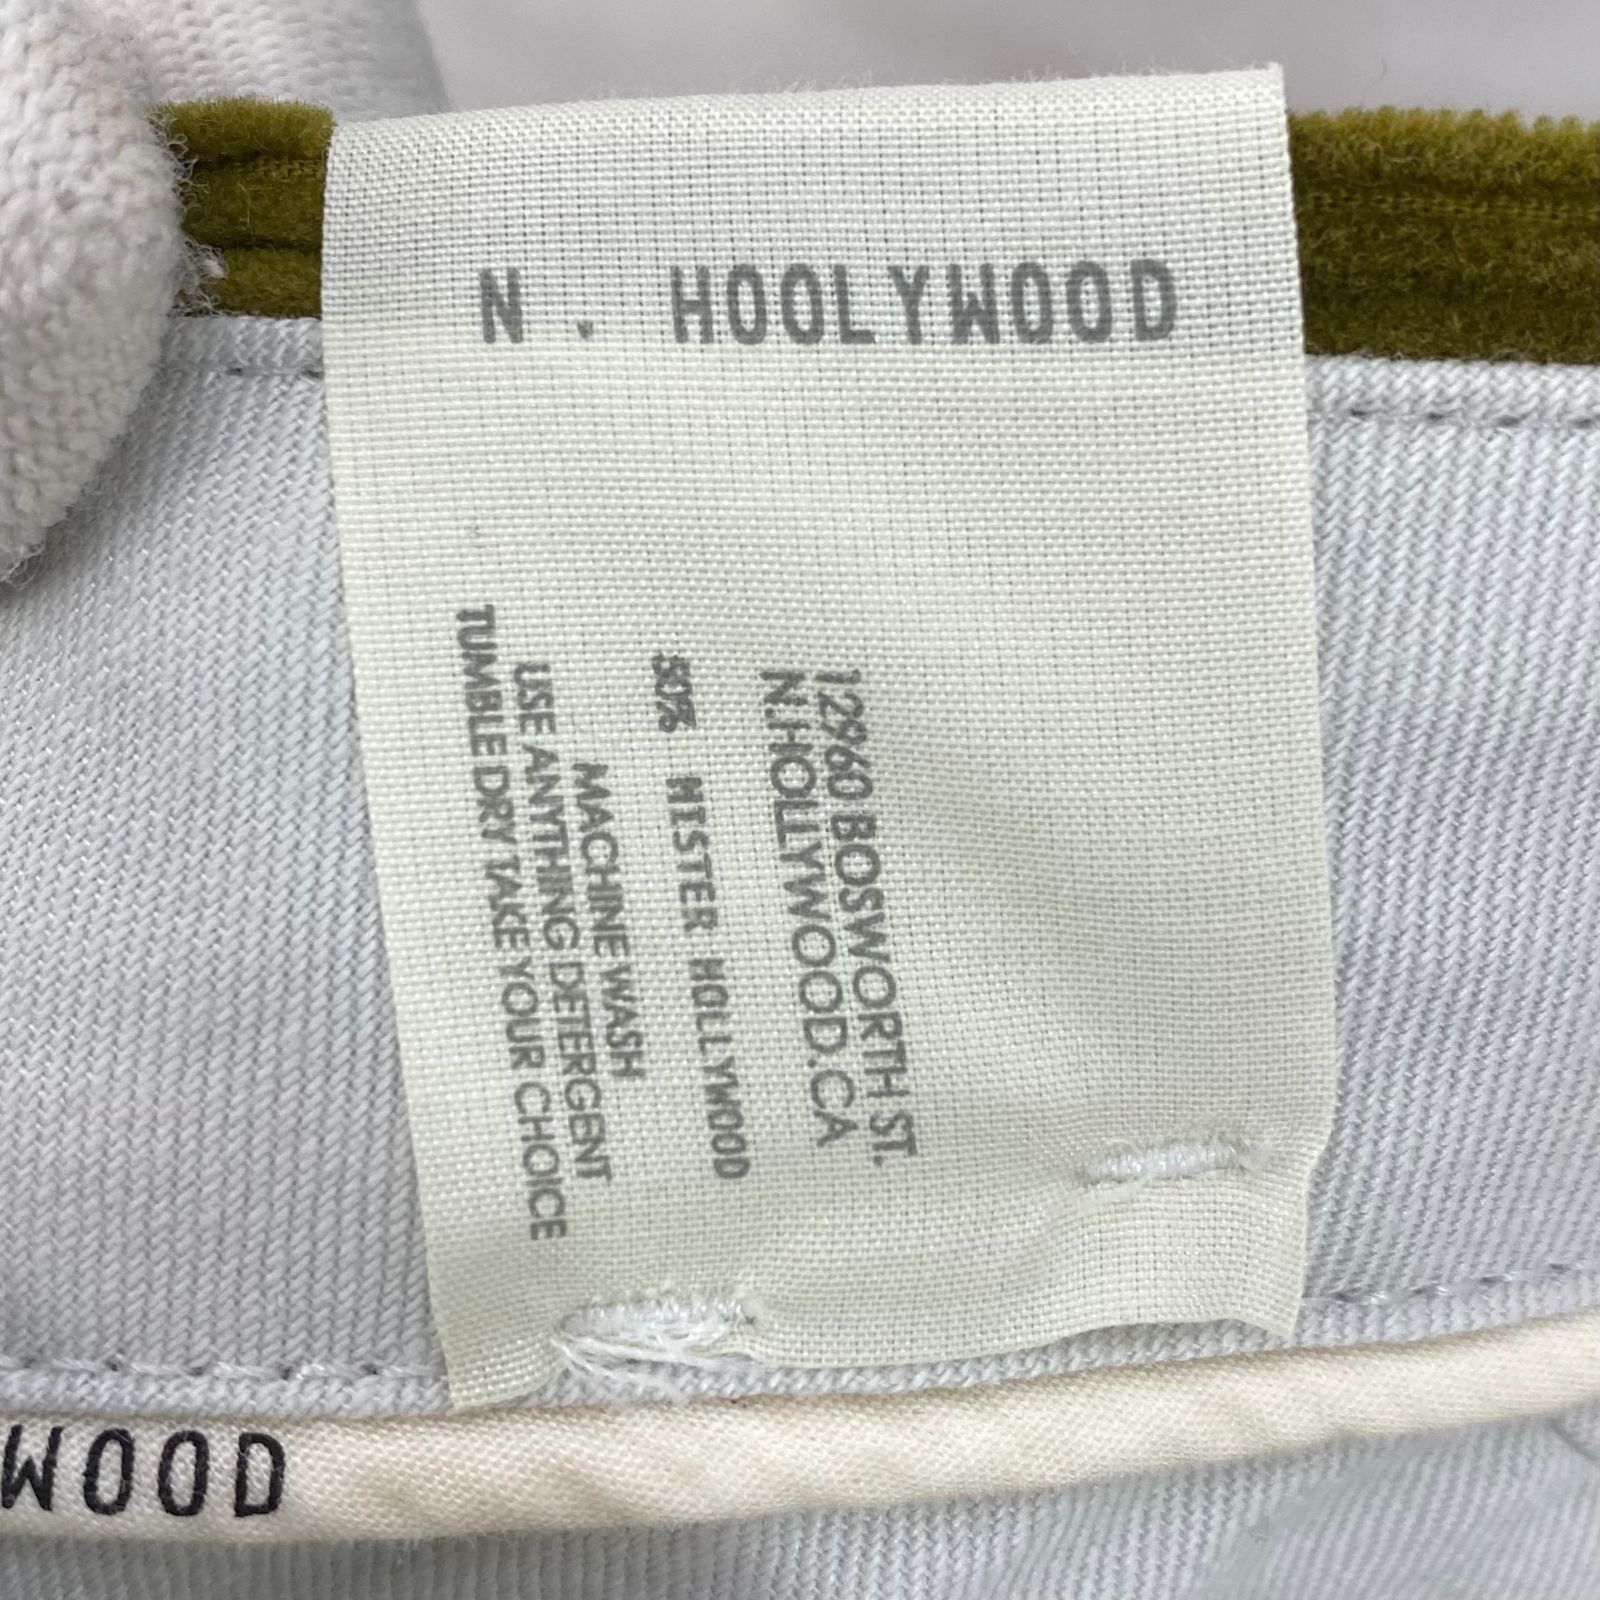 N. HOOLYWOOD
12960 BOSWORTH ST.
N.HOLLYWOOD.CA
50% MISTER HOLLYWOOD
MACHINE WASH
USE ANYTHING DETERGENT
TUMBLE DRY TAKE YOUR CHOICE
WOOD